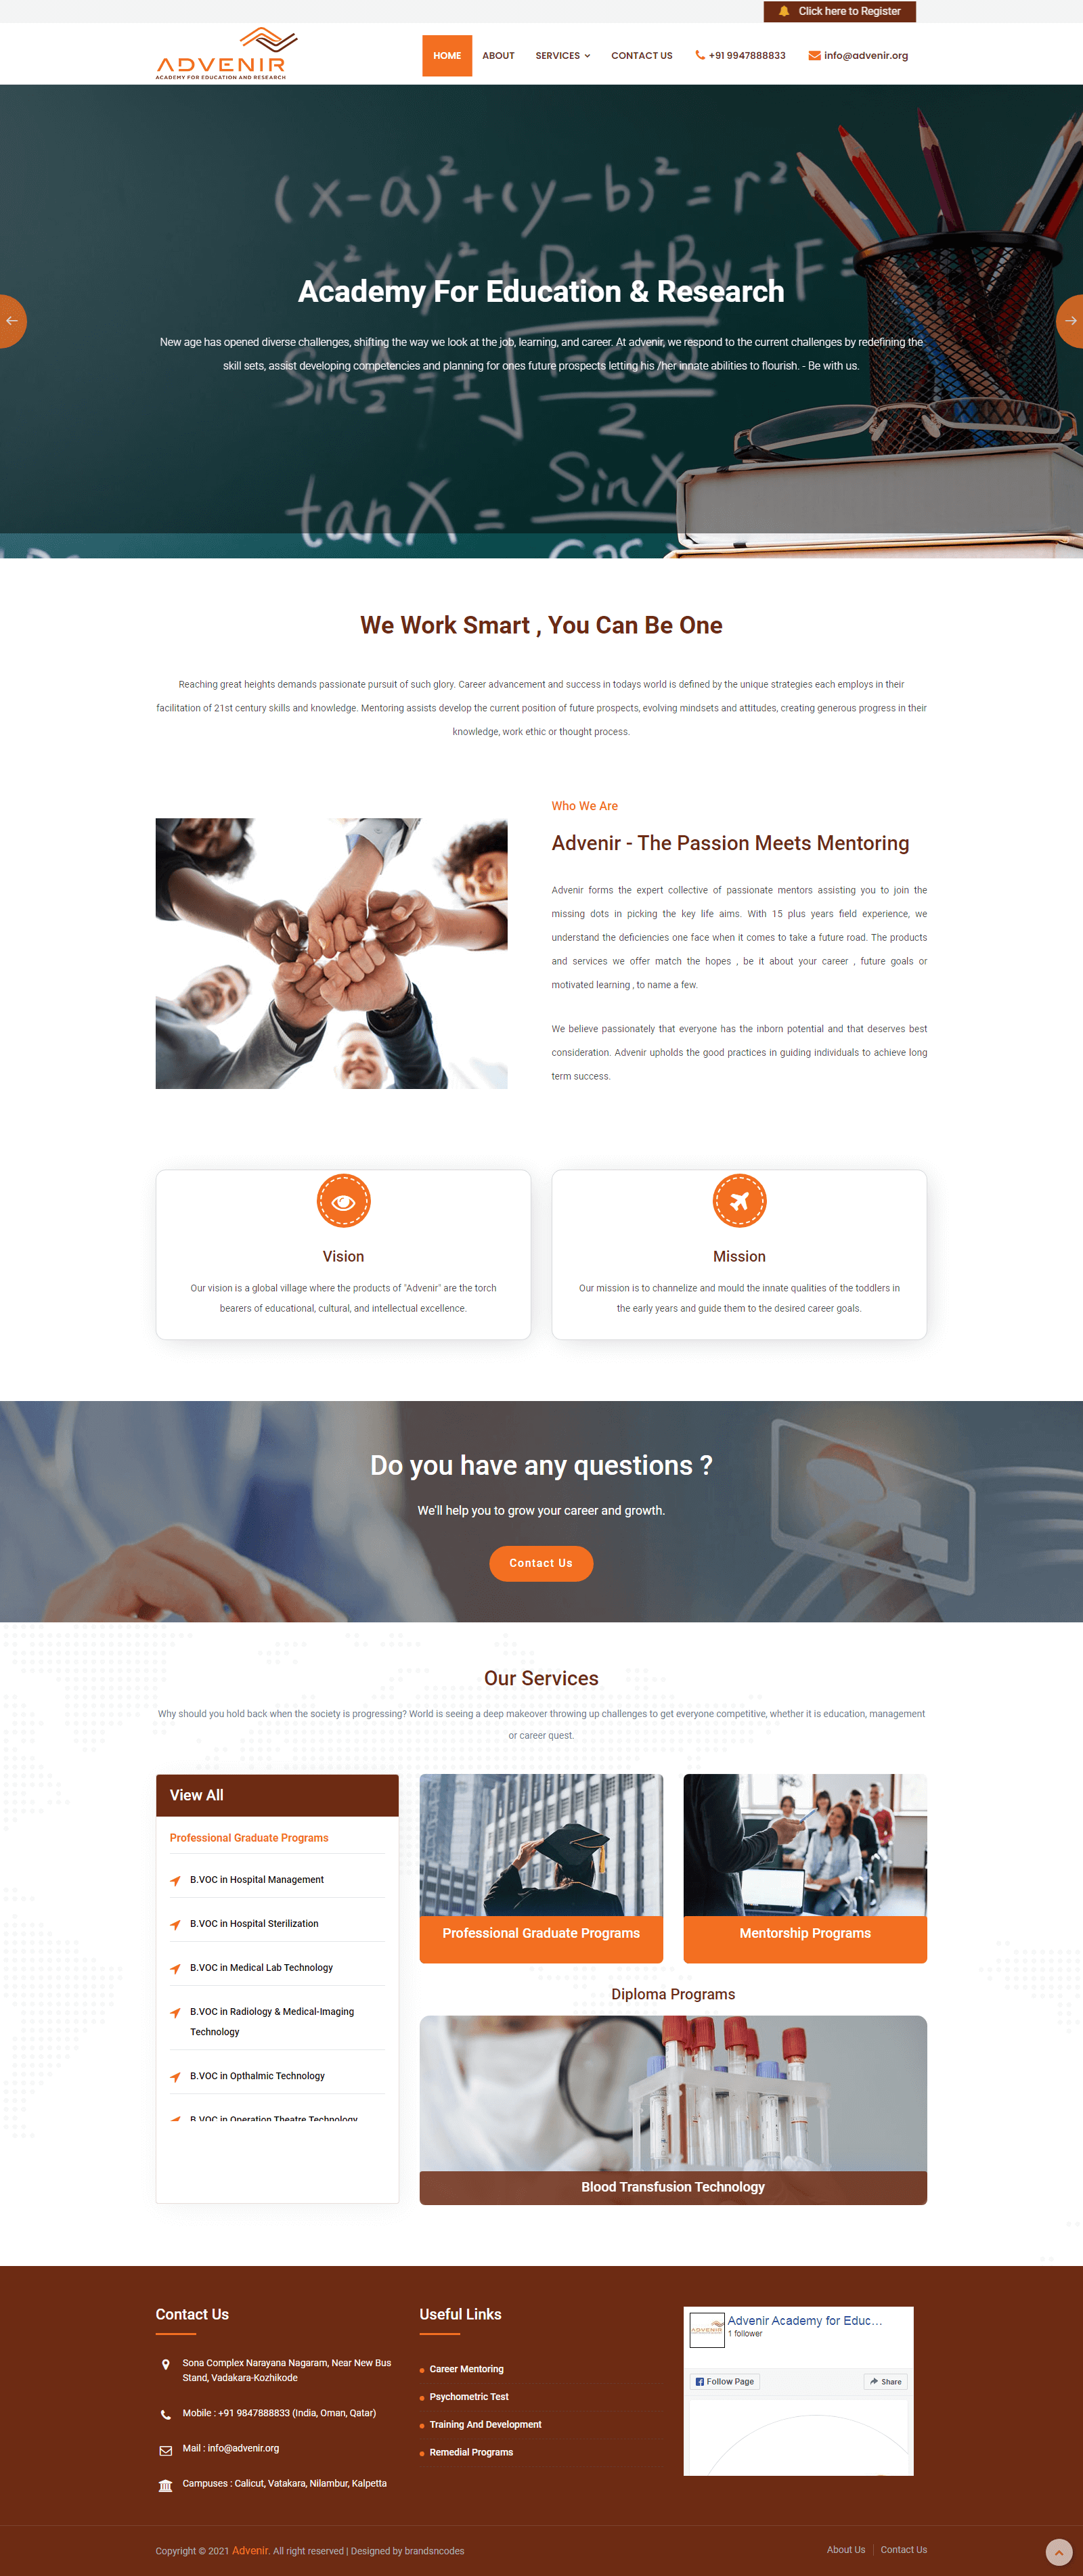 Click here to Register
ADVENIR
ACADEMY FOR EDUCATION AND RESEARCH
HOME
ABOUT
SERVICES
CONTACT US
+91 9947888833
info@advenir.org
(x-a)²+(y-b)²=r²
Academy For Education & Research
New age has opened diverse challenges, shifting the way we look at the job, learning, and career. At advenir, we respond to the current challenges by redefining the
skill sets, assist developing competencies and planning for ones future prospects letting his /her innate abilities to flourish. - Be with us.
tanX = SinX
We Work Smart , You Can Be One
Reaching great heights demands passionate pursuit of such glory. Career advancement and success in todays world is defined by the unique strategies each employs in their
facilitation of 21st century skills and knowledge. Mentoring assists develop the current position of future prospects, evolving mindsets and attitudes, creating generous progress in their
knowledge, work ethic or thought process.
Who We Are
Advenir - The Passion Meets Mentoring
Advenir forms the expert collective of passionate mentors assisting you to join the
missing dots in picking the key life aims. With 15 plus years field experience, we
understand the deficiencies one face when it comes to take a future road. The products
and services we offer match the hopes , be it about your career , future goals or
motivated learning , to name a few.
We believe passionately that everyone has the inborn potential and that deserves best
consideration. Advenir upholds the good practices in guiding individuals to achieve long
term success.
Vision
Our vision is a global village where the products of "Advenir" are the torch
bearers of educational, cultural, and intellectual excellence.
Mission
Our mission is to channelize and mould the innate qualities of the toddlers in
the early years and guide them to the desired career goals.
Do you have any questions ?
We'll help you to grow your career and growth.
Contact Us
Our Services
Why should you hold back when the society is progressing? World is seeing a deep makeover throwing up challenges to get everyone competitive, whether it is education, management
or career quest.
View All
Professional Graduate Programs
B.VOC in Hospital Management
B.VOC in Hospital Sterilization
B.VOC in Medical Lab Technology
B.VOC in Radiology & Medical-Imaging
Technology
B.VOC in Opthalmic Technology
B.VOC in Operation Theatre Technology
Professional Graduate Programs
Mentorship Programs
Diploma Programs
Blood Transfusion Technology
Contact Us
Sona Complex Narayana Nagaram, Near New Bus
Stand, Vadakara-Kozhikode
Mobile : +91 9847888833 (India, Oman, Qatar)
Mail : info@advenir.org
Campuses : Calicut, Vatakara, Nilambur, Kalpetta
Useful Links
Career Mentoring
Psychometric Test
Training And Development
Remedial Programs
ADVENIR
Advenir Academy for Educ...
1 follower
Follow Page
Share
Copyright © 2021 Advenir. All right reserved | Designed by brandsncodes
About Us
Contact Us